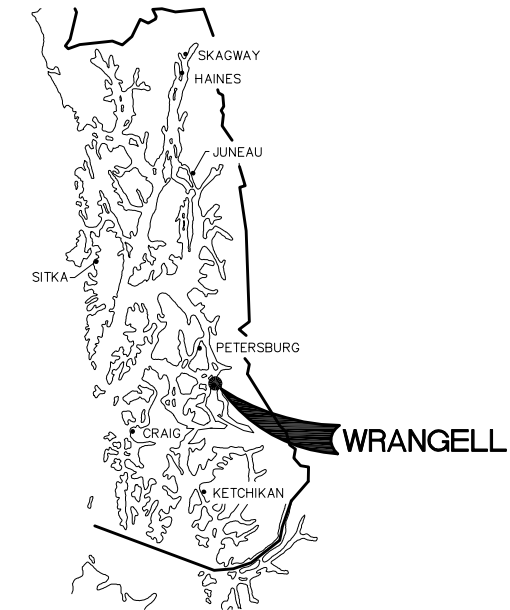 SKAGWAY
HAINES
JUNEAU
SITKA
PETERSBURG
CRAIG
WRANGELL
KETCHIKAN